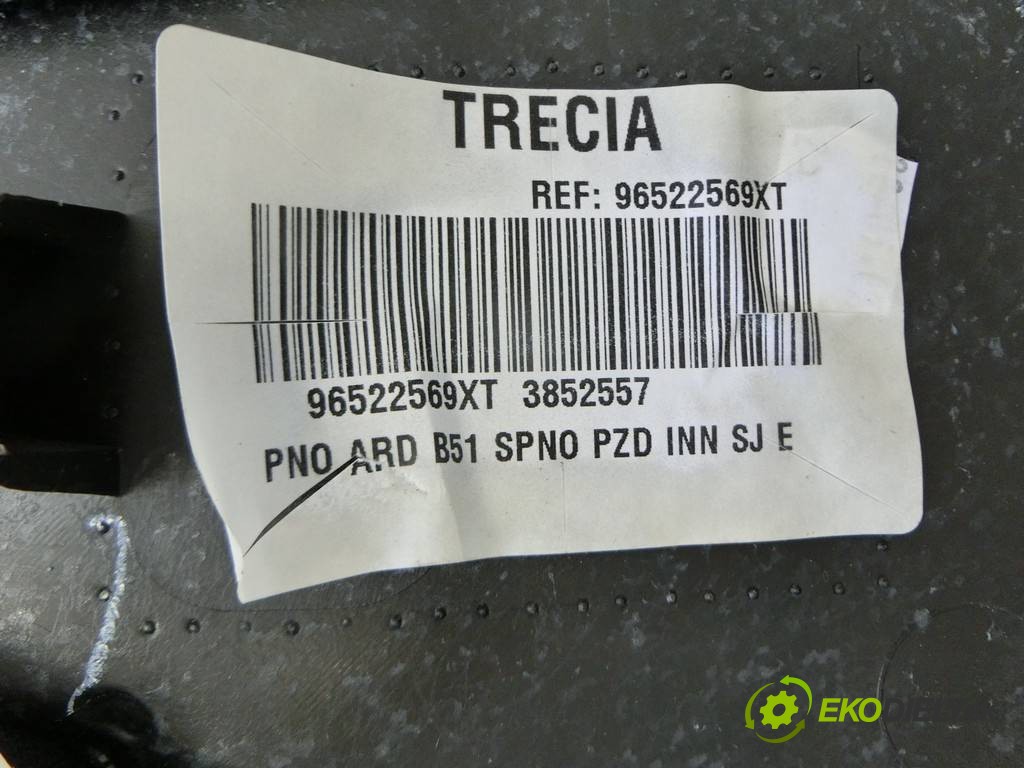 TRECIA
REF: 96522569XT
96522569XT 3852557
PNO ARD B51 SPNO PZD INN SJ E
EKO